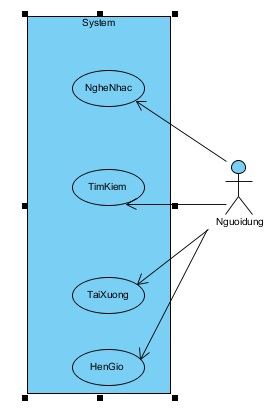 System
NgheNhac
TimKiem
Nguoidung
TaiXuong
HenGio